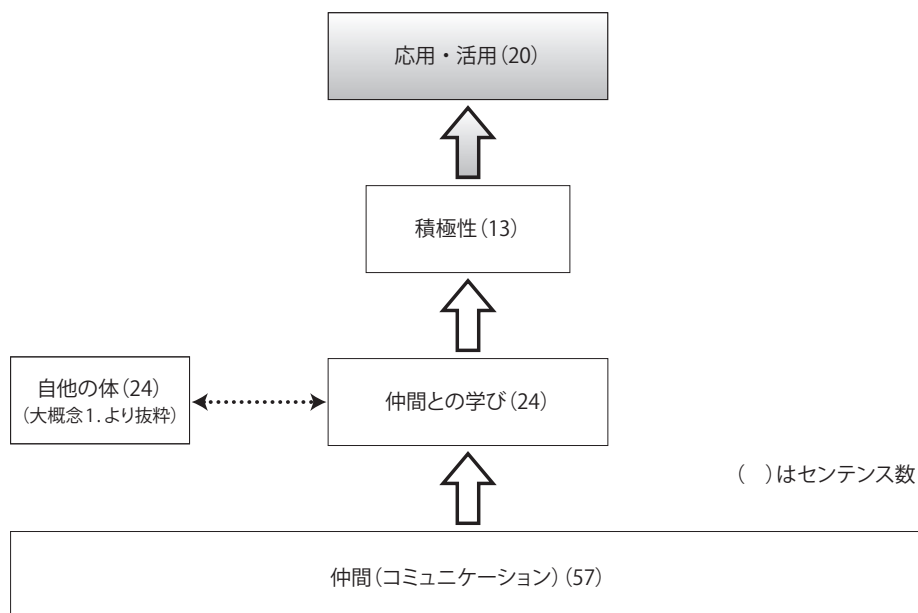 応用・活用(20)
積極性(13)
自他の体(24)
(大概念1.より抜粋)
仲間との学び(24)
(　)はセンテンス数
仲間(コミュニケーション)(57)